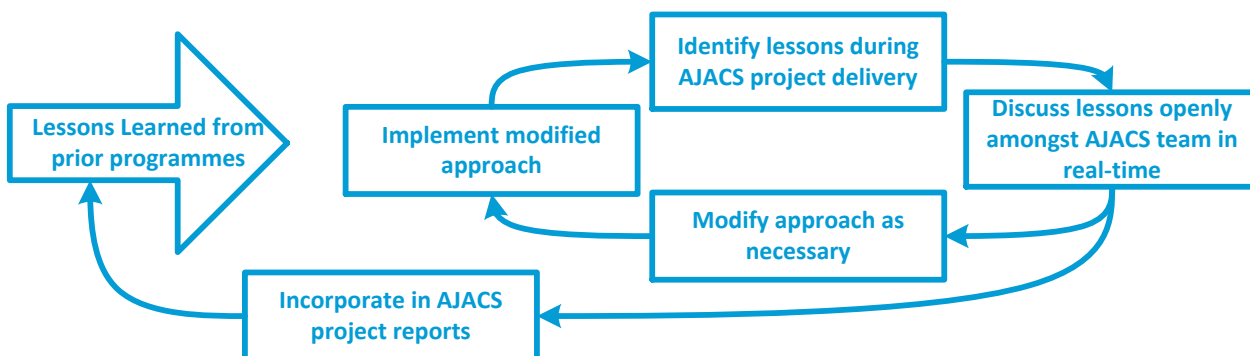 Lessons Learned from
prior programmes
Implement modified
approach
Identify lessons during
AJACS project delivery
Discuss lessons openly
amongst AJACS team in
real-time
Modify approach as
necessary
Incorporate in AJACS
project reports